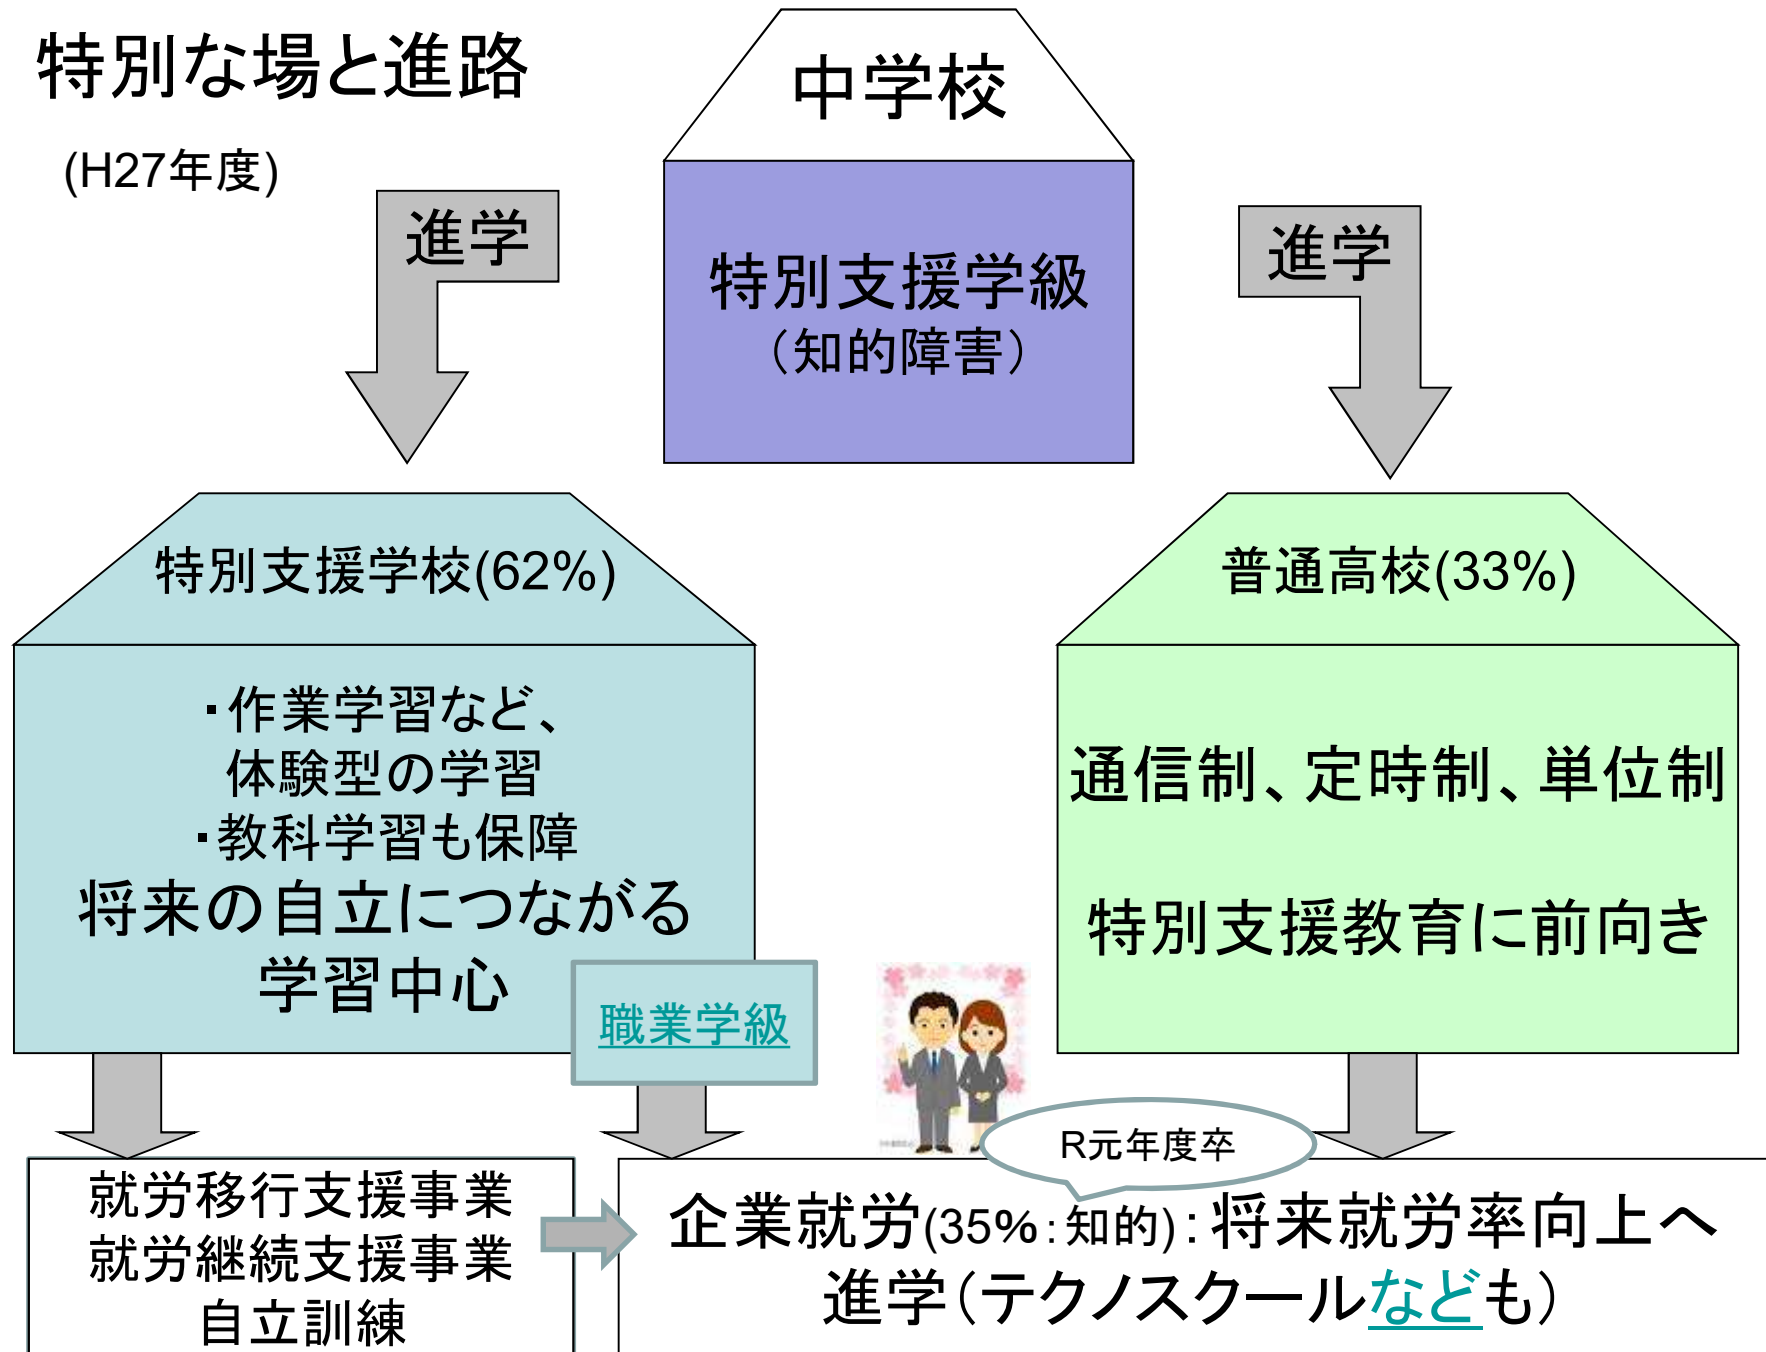 特別な場と進路
(H27年度)
中学校
特別支援学級
（知的障害）
進学
進学
特別支援学校(62%)
・作業学習など、
体験型の学習
・教科学習も保障
将来の自立につながる
学習中心
職業学級
普通高校(33%)
通信制、定時制、単位制
特別支援教育に前向き
R元年度卒
就労移行支援事業
就労継続支援事業
自立訓練
企業就労(35%：知的)：将来就労率向上へ
進学（テクノスクールなども）